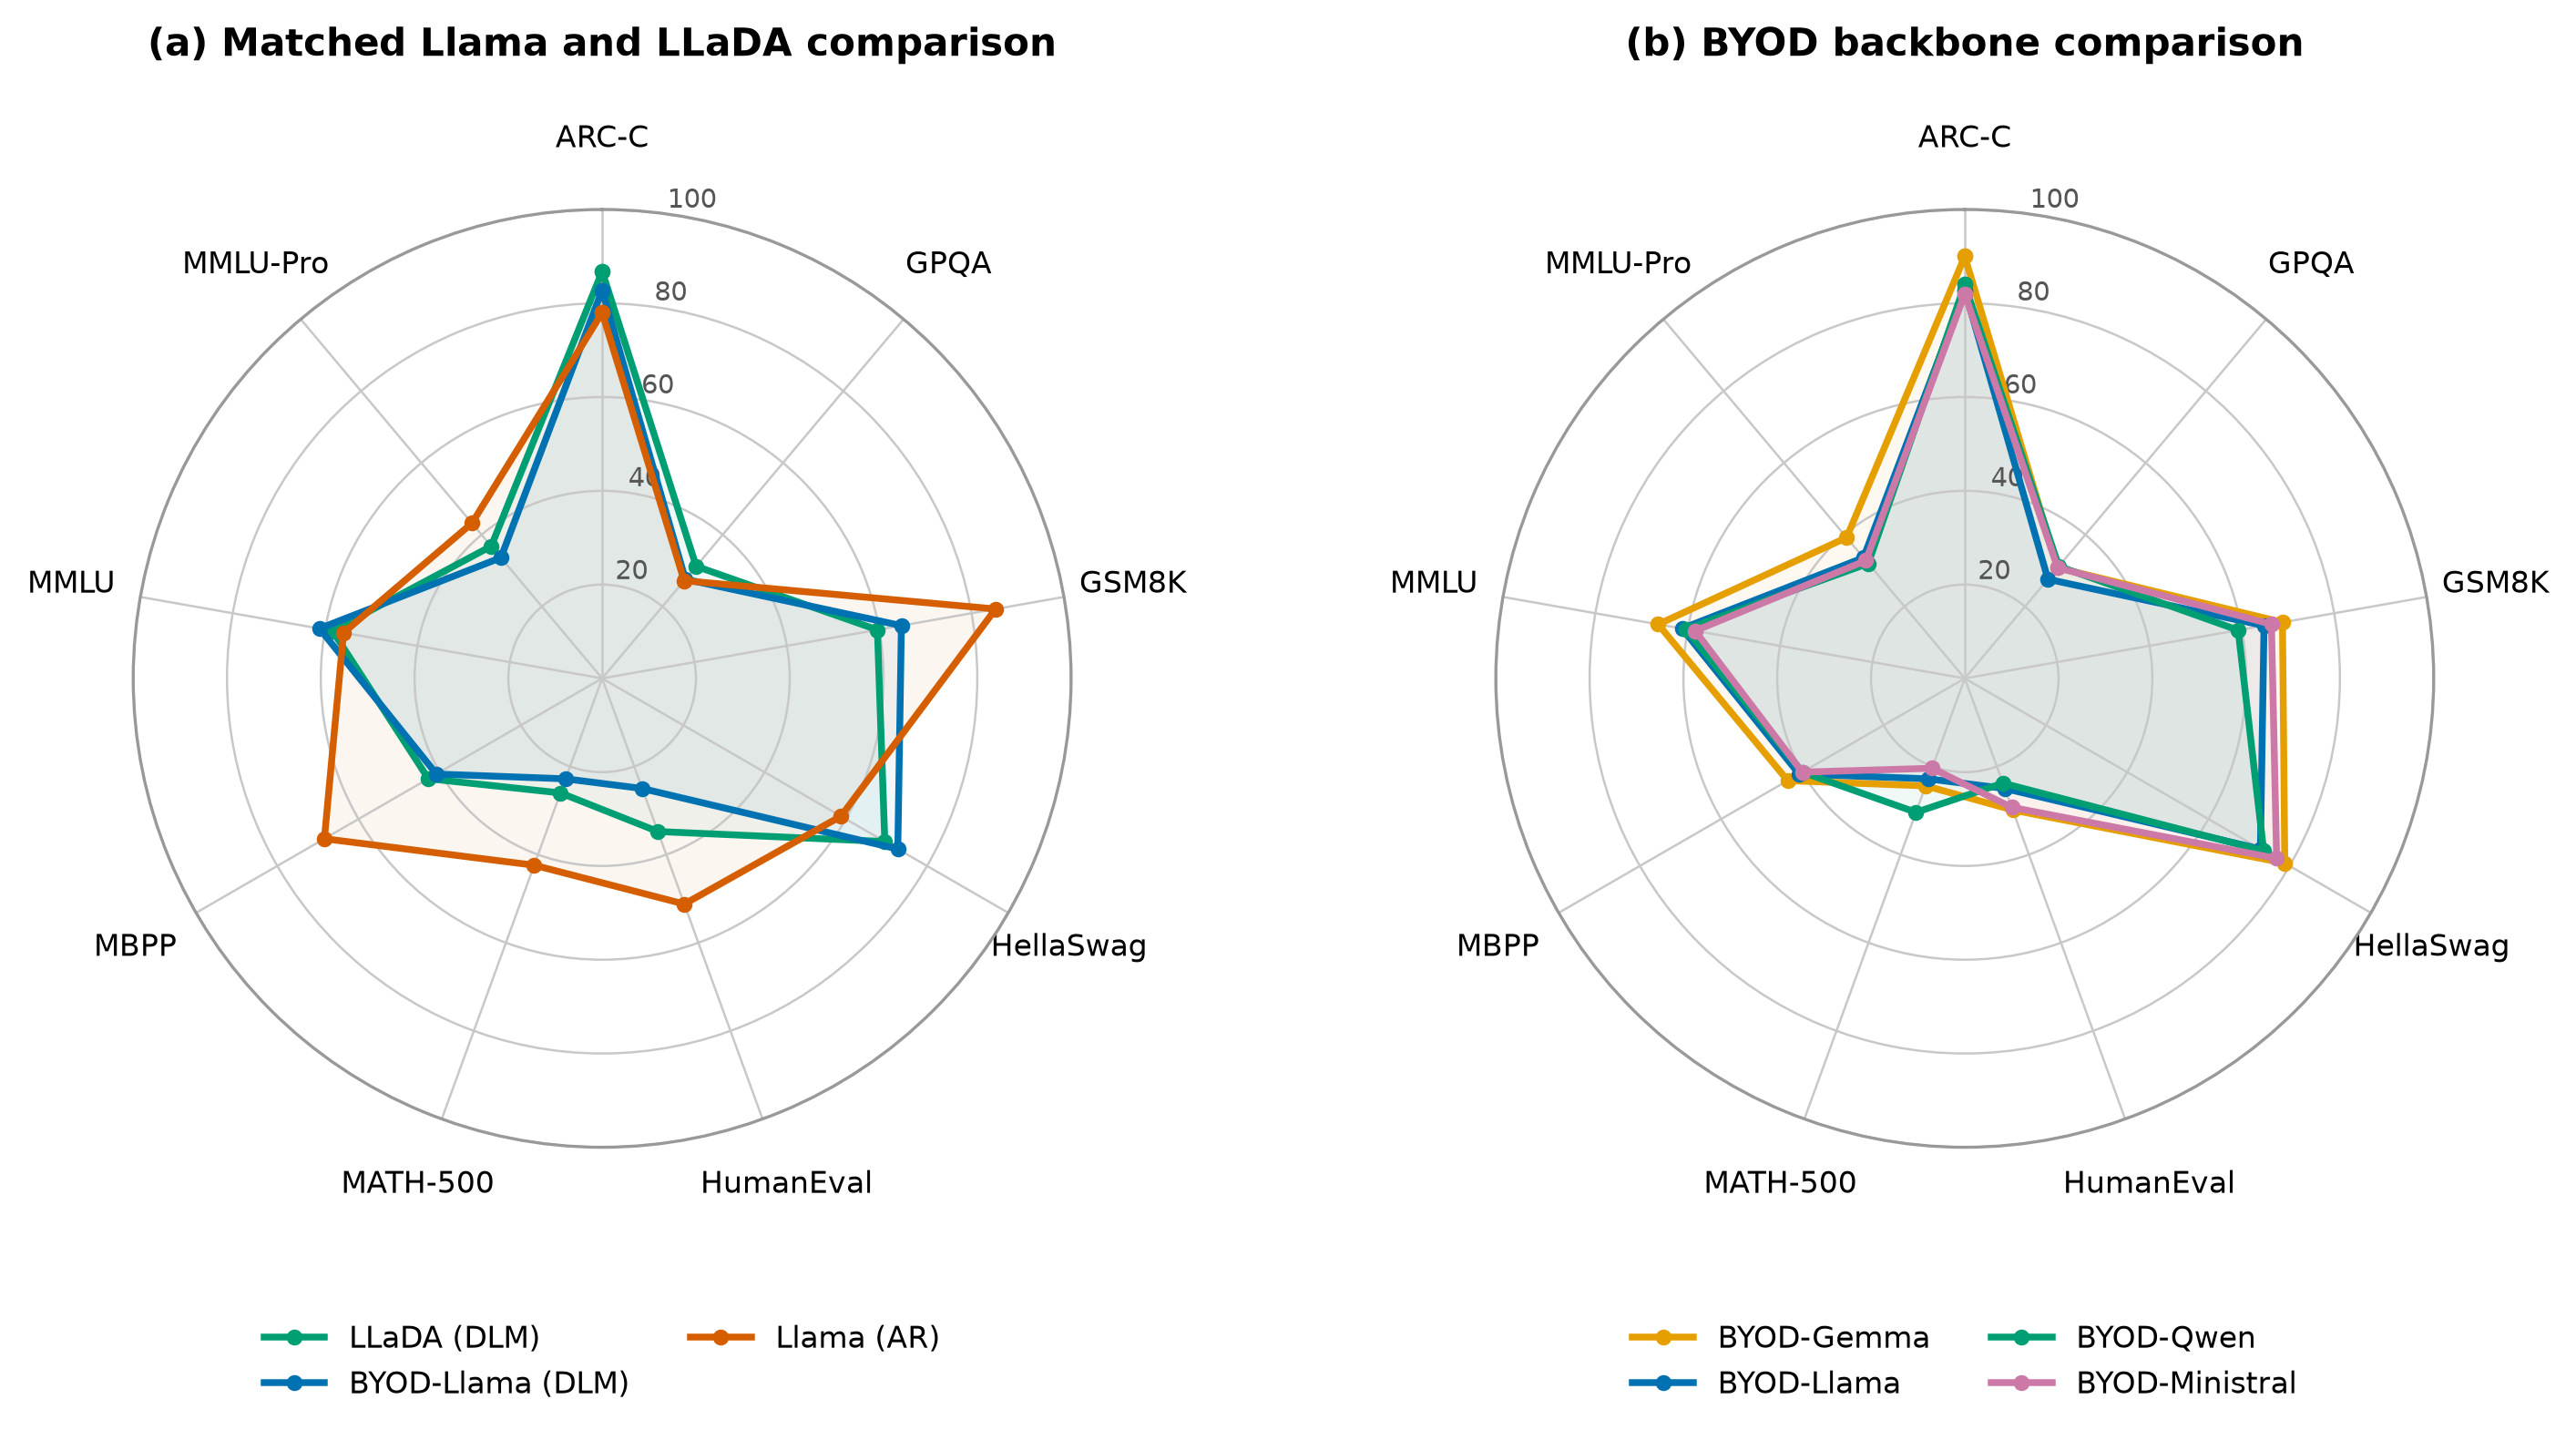 (a) Matched Llama and LLaDA comparison
ARC-C
GPQA
GSM8K
HellaSwag
HumanEval
MATH-500
MBPP
MMLU
MMLU-Pro
100
80
60
40
20
LLaDA (DLM)
BYOD-Llama (DLM)
Llama (AR)
(b) BYOD backbone comparison
ARC-C
GPQA
GSM8K
HellaSwag
HumanEval
MATH-500
MBPP
MMLU
MMLU-Pro
100
80
60
40
20
BYOD-Gemma
BYOD-Llama
BYOD-Qwen
BYOD-Ministral